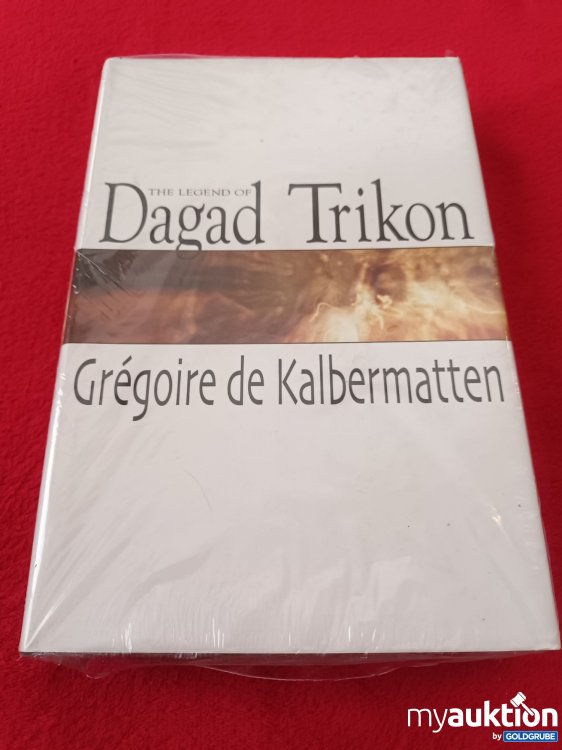 THE LEGEND OF
Dagad Trikon
Grégoire de Kalbermatten
myauktion
by GOLDGRUBE